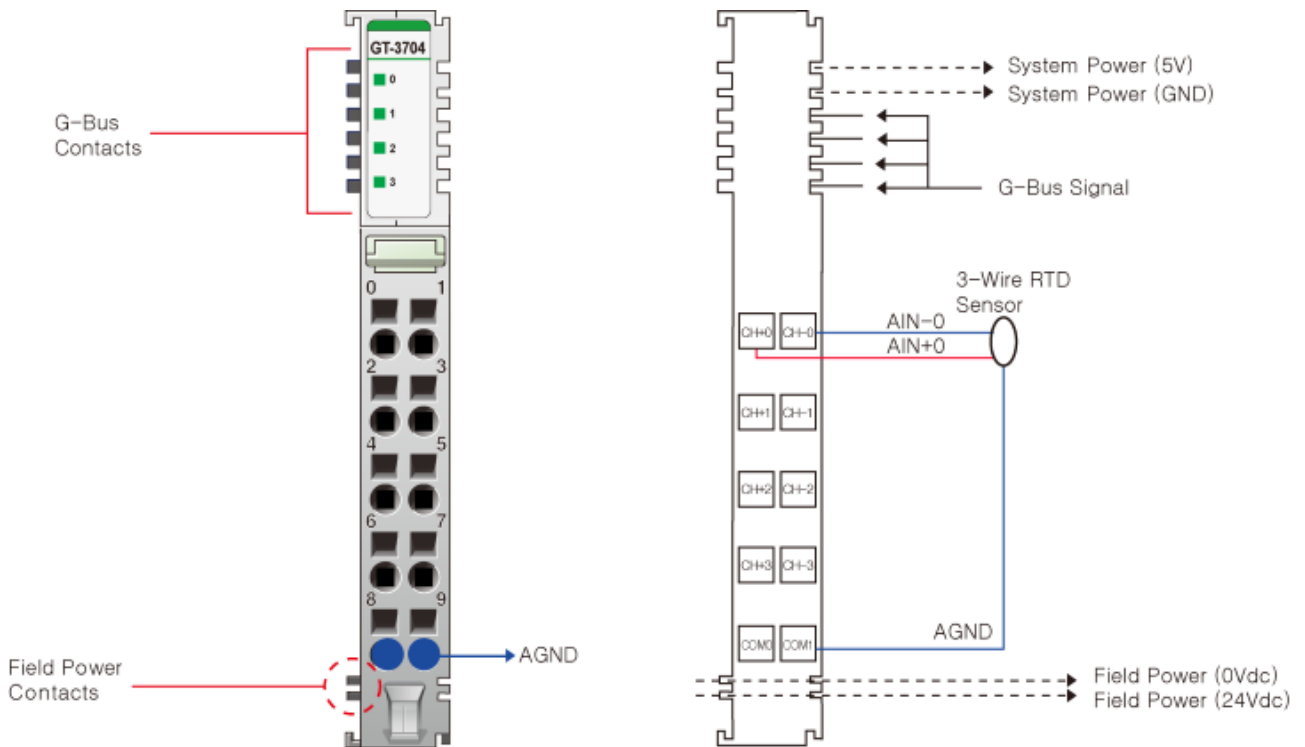 GT-3704
0
1
2
3
G-Bus
Contacts
0 1
2 3
4 5
6 7
8 9
AGND
Field Power
Contacts
System Power (5V)
System Power (GND)
G-Bus Signal
3-Wire RTD
Sensor
AIN-0
AIN+0
CH+0 CH-0
CH+1 CH-1
CH+2 CH-2
CH+3 CH-3
COM0 COM1
AGND
Field Power (0Vdc)
Field Power (24Vdc)